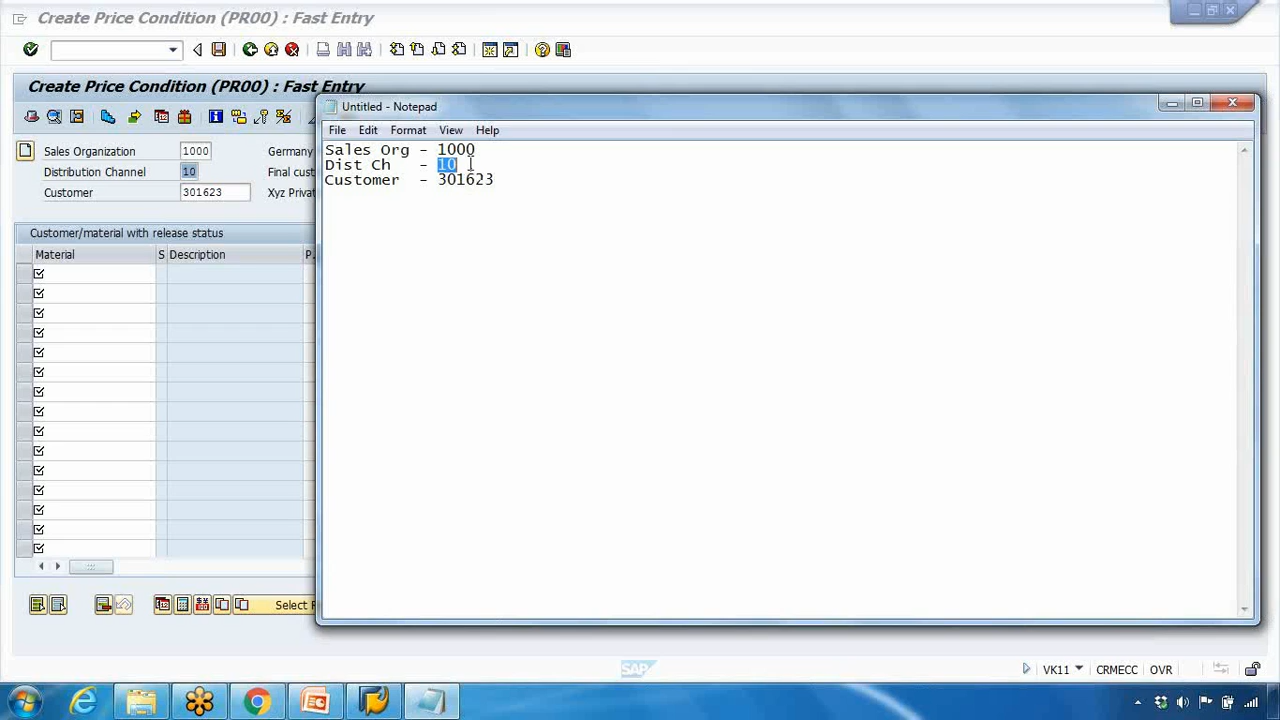 Create Price Condition (PR00) : Fast Entry
Create Price Condition (PR00) : Fast Entry
Sales Organization 1000 Germany
Distribution Channel 10 Final cust
Customer 301623 Xyz Priva
Customer/material with release status
Material S Description P.
Select
Untitled - Notepad
File Edit Format View Help
Sales Org - 1000
Dist Ch - 10
Customer - 301623
SAP
VK11 CRMECC OVR